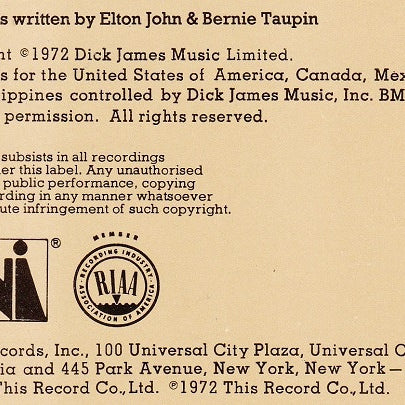 s written by Elton John & Bernie Taupin
nt ©1972 Dick James Music Limited.
s for the United States of America, Canada, Mex
ippines controlled by Dick James Music, Inc. BM
permission. All rights reserved.
subsists in all recordings
er this label. Any unauthorised
public performance, copying
rding in any manner whatsoever
ute infringement of such copyright.
®
MEMBER
RECORDING INDUSTRY
RIAA
ASSOCIATION OF AMERICA
cords, Inc., 100 Universal City Plaza, Universal C
ia and 445 Park Avenue, New York, New York—
This Record Co., Ltd. ℗1972 This Record Co., Ltd.